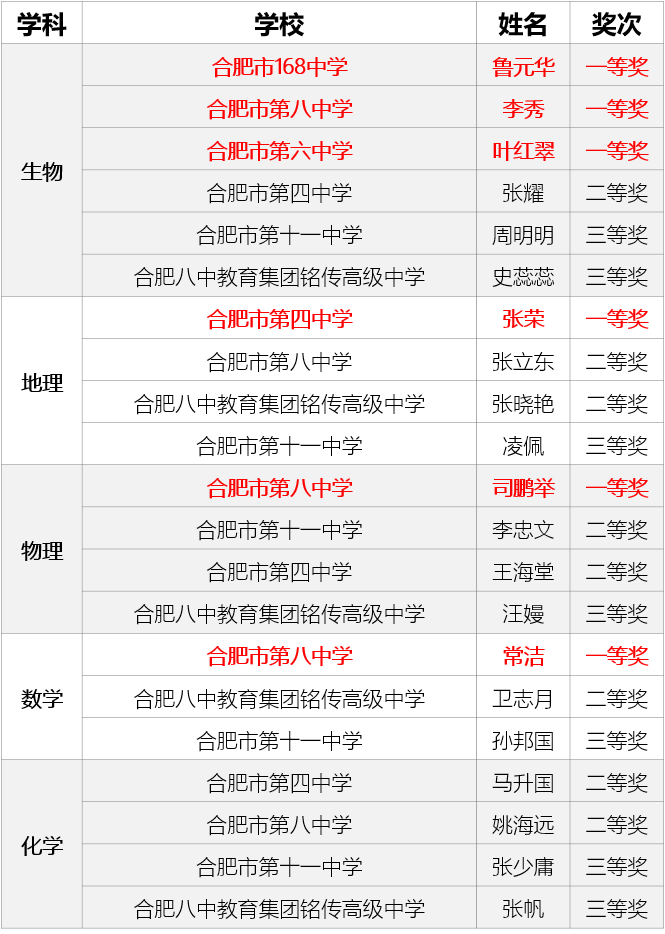 学科 学校 姓名 奖次
生物
合肥市168中学 鲁元华 一等奖
合肥市第八中学 李秀 一等奖
合肥市第六中学 叶红翠 一等奖
合肥市第四中学 张耀 二等奖
合肥市第十一中学 周明明 三等奖
合肥八中教育集团铭传高级中学 史蕊蕊 三等奖
地理
合肥市第四中学 张荣 一等奖
合肥市第八中学 张立东 二等奖
合肥八中教育集团铭传高级中学 张晓艳 二等奖
合肥市第十一中学 凌佩 三等奖
物理
合肥市第八中学 司鹏举 一等奖
合肥市第十一中学 李忠文 二等奖
合肥市第四中学 王海堂 二等奖
合肥八中教育集团铭传高级中学 汪嫚 三等奖
数学
合肥市第八中学 常洁 一等奖
合肥八中教育集团铭传高级中学 卫志月 二等奖
合肥市第十一中学 孙邦国 三等奖
化学
合肥市第四中学 马升国 二等奖
合肥市第八中学 姚海远 二等奖
合肥市第十一中学 张少庸 三等奖
合肥八中教育集团铭传高级中学 张帆 三等奖